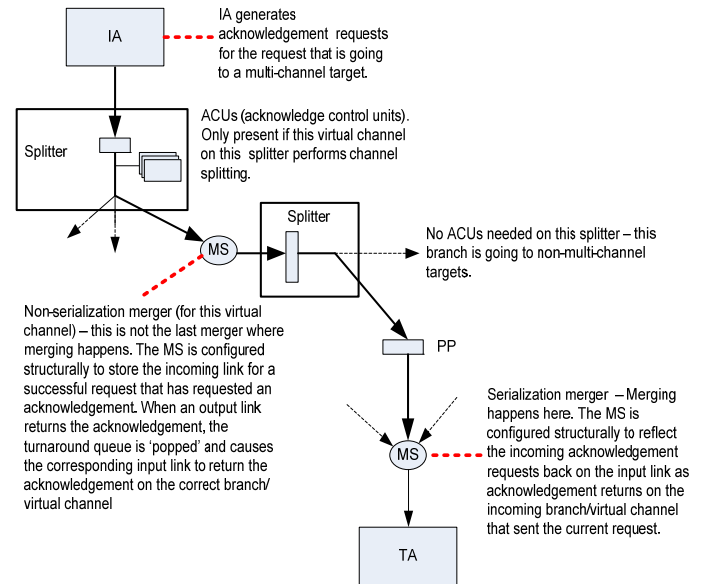 IA
IA generates
acknowledgement requests
for the request that is going
to a multi-channel target.
ACUs (acknowledge control units).
Only present if this virtual channel
on this splitter performs channel
splitting.
Splitter
Splitter
MS
No ACUs needed on this splitter – this
branch is going to non-multi-channel
targets.
Non-serialization merger (for this virtual
channel) – this is not the last merger where
merging happens. The MS is configured
structurally to store the incoming link for a
successful request that has requested an
acknowledgement. When an output link
returns the acknowledgement, the
turnaround queue is ‘popped’ and causes
the corresponding input link to return the
acknowledgement on the correct branch/
virtual channel
PP
Serialization merger – Merging
happens here. The MS is
configured structurally to reflect
the incoming acknowledgement
requests back on the input link as
acknowledgement returns on the
incoming branch/virtual channel
that sent the current request.
MS
TA